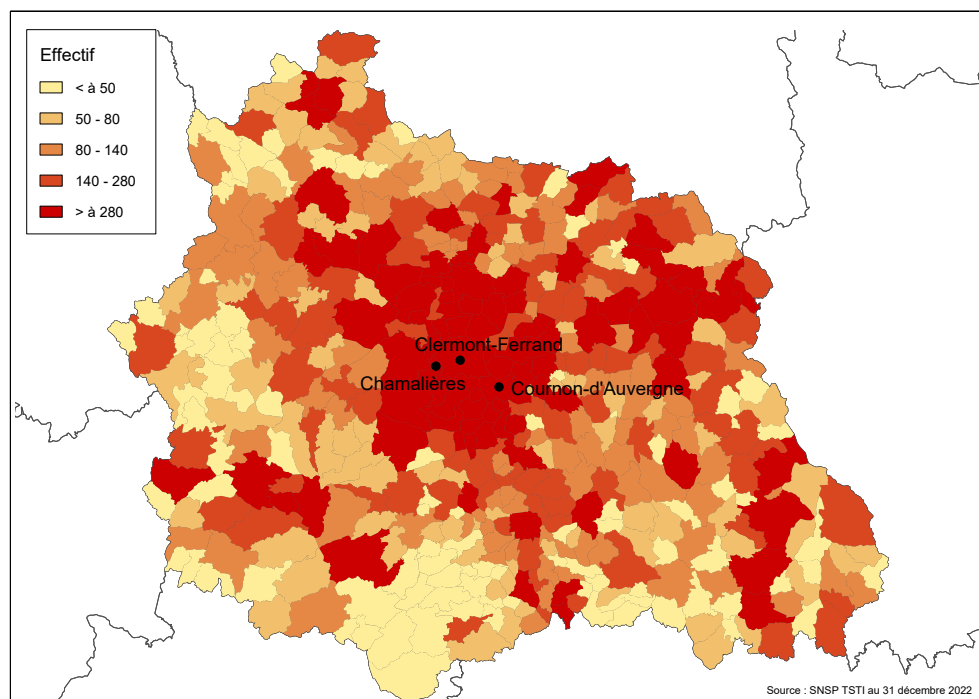 Effectif
< à 50
50 - 80
80 - 140
140 - 280
> à 280
Clermont-Ferrand
Chamalières
Cournon-d'Auvergne
Source : SNSP TSTI au 31 décembre 2022